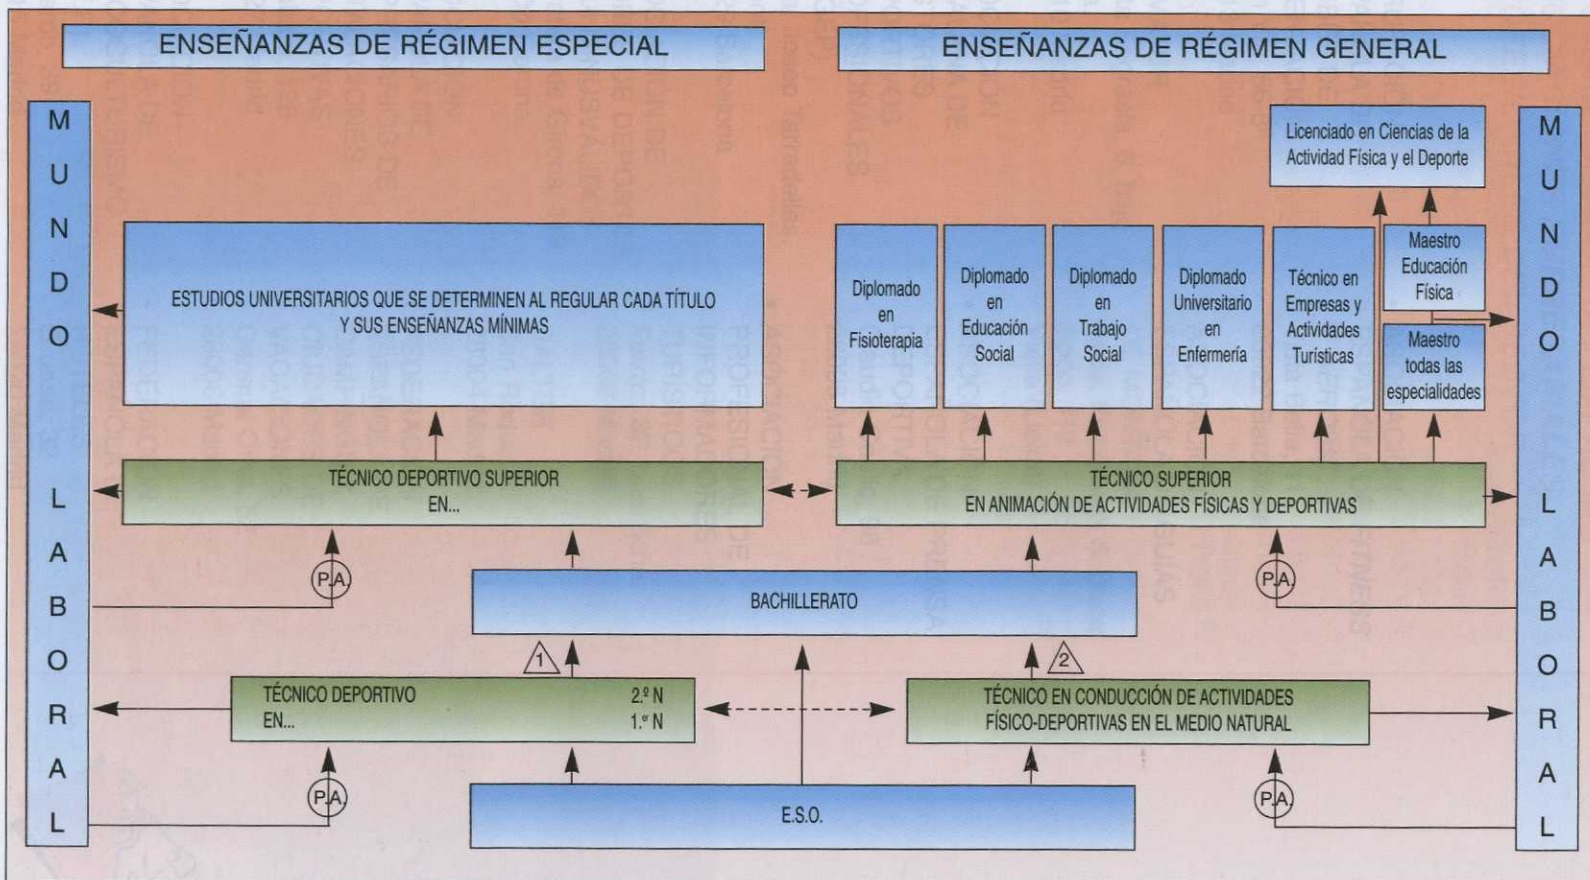 ENSEÑANZAS DE RÉGIMEN ESPECIAL
ENSEÑANZAS DE RÉGIMEN GENERAL
MUNDO LABORAL
MUNDO LABORAL
Licenciado en Ciencias de la
Actividad Física y el Deporte
ESTUDIOS UNIVERSITARIOS QUE SE DETERMINEN AL REGULAR CADA TÍTULO
Y SUS ENSEÑANZAS MÍNIMAS
Diplomado
en
Fisioterapia
Diplomado
en
Educación
Social
Diplomado
en
Trabajo
Social
Diplomado
Universitario
en
Enfermería
Técnico en
Empresas y
Actividades
Turísticas
Maestro
Educación
Física
Maestro
todas las
especialidades
TÉCNICO DEPORTIVO SUPERIOR
EN...
TÉCNICO SUPERIOR
EN ANIMACIÓN DE ACTIVIDADES FÍSICAS Y DEPORTIVAS
P.A.
P.A.
BACHILLERATO
1
2
TÉCNICO DEPORTIVO 2.º N
EN... 1.er N
TÉCNICO EN CONDUCCIÓN DE ACTIVIDADES
FÍSICO-DEPORTIVAS EN EL MEDIO NATURAL
P.A.
P.A.
E.S.O.